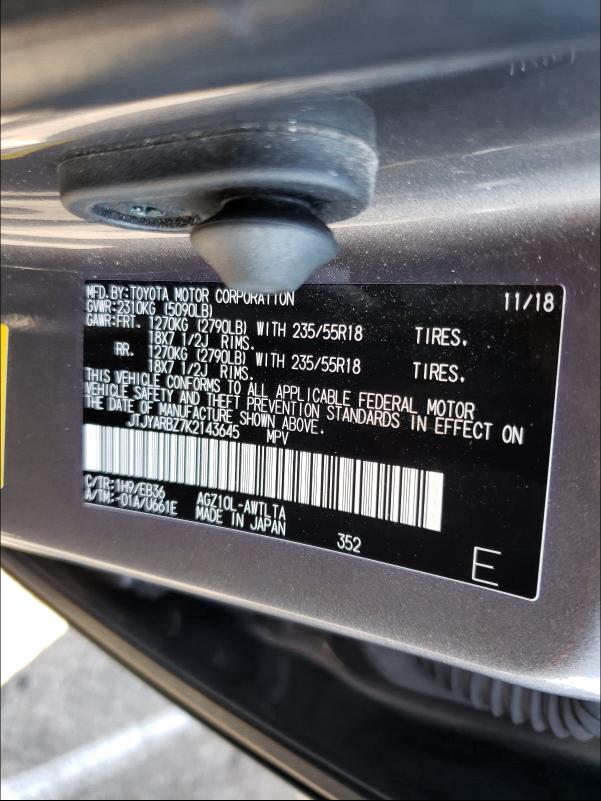 MFD.BY:TOYOTA MOTOR CORPORATION 11/18
GVWR:2310KG (5090LB)
GAWR:FRT. 1270KG (2790LB) WITH 235/55R18 TIRES,
18X7 1/2J RIMS.
RR. 1270KG (2790LB) WITH 235/55R18 TIRES,
18X7 1/2J RIMS.
THIS VEHICLE CONFORMS TO ALL APPLICABLE FEDERAL MOTOR
VEHICLE SAFETY AND THEFT PREVENTION STANDARDS IN EFFECT ON
THE DATE OF MANUFACTURE SHOWN ABOVE.
JTJYARBZ7K2143645 MPV
C/TR:1H9/EB36 AGZ10L-AWTLTA
A/TM:-01A/U661E MADE IN JAPAN
352
E